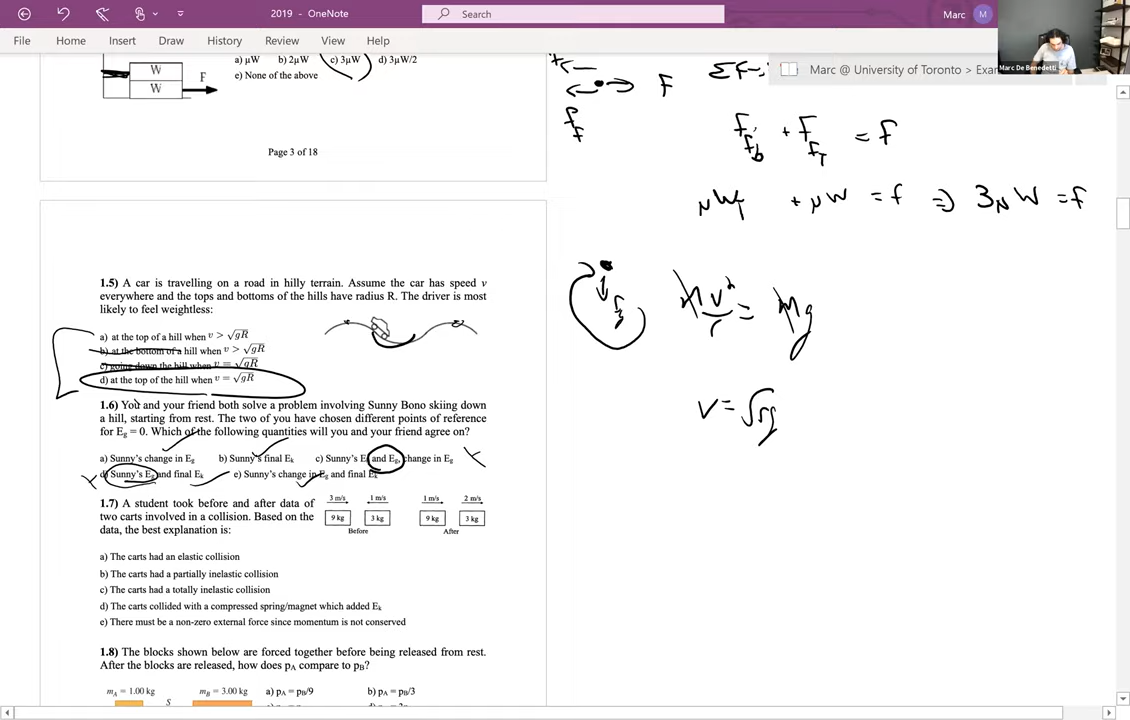 2019 - OneNote
Search
Marc
M
File Home Insert Draw History Review View Help
Marc @ University of Toronto > Exan
Marc De Benedetti
W
W
F
a) μW b) 2μW c) 3μW d) 3μW/2
e) None of the above
Page 3 of 18
1.5) A car is travelling on a road in hilly terrain. Assume the car has speed v
everywhere and the tops and bottoms of the hills have radius R. The driver is most
likely to feel weightless:
a) at the top of a hill when v > √gR
b) at the bottom of a hill when v > √gR
c) going down the hill when v = √gR
d) at the top of the hill when v = √gR
1.6) You and your friend both solve a problem involving Sunny Bono skiing down
a hill, starting from rest. The two of you have chosen different points of reference
for Eg = 0. Which of the following quantities will you and your friend agree on?
a) Sunny's change in Eg b) Sunny's final Ek c) Sunny's Eg and Eg, change in Eg
d) Sunny's Eg and final Ek e) Sunny's change in Eg and final Ek
1.7) A student took before and after data of
two carts involved in a collision. Based on the
data, the best explanation is:
3 m/s 1 m/s 1 m/s 2 m/s
9 kg 3 kg 9 kg 3 kg
Before After
a) The carts had an elastic collision
b) The carts had a partially inelastic collision
c) The carts had a totally inelastic collision
d) The carts collided with a compressed spring/magnet which added Ek
e) There must be a non-zero external force since momentum is not conserved
1.8) The blocks shown below are forced together before being released from rest.
After the blocks are released, how does pA compare to pB?
mA = 1.00 kg S mB = 3.00 kg a) pA = pB/9 b) pA = pB/3
F
ΣF
Ffb + FfT = F
+ μW = F ⇒ 3μW = F
Fg
mv²/r = mg
v = √rg